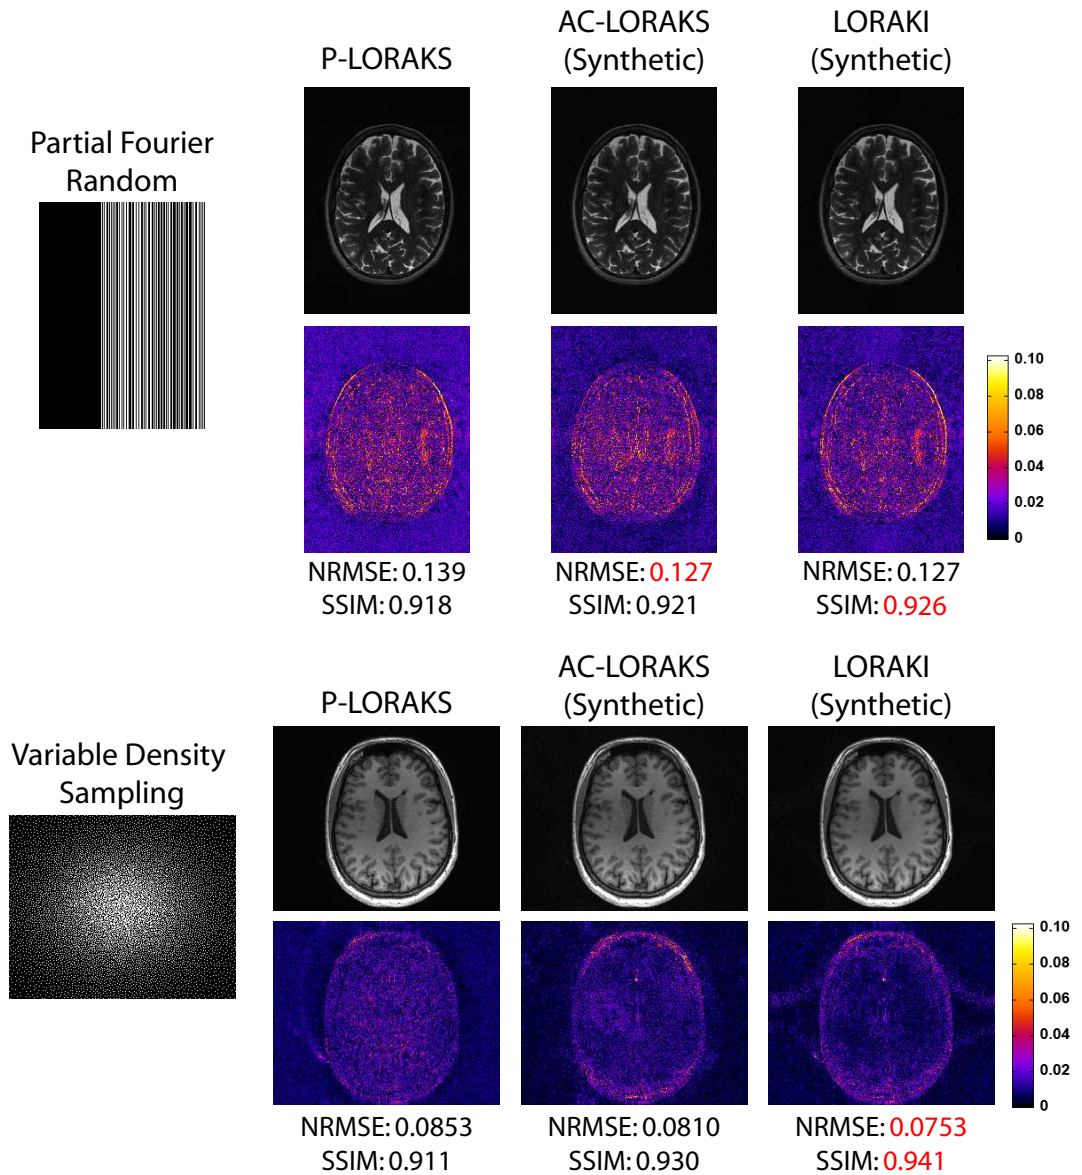 P-LORAKS
AC-LORAKS
(Synthetic)
LORAKI
(Synthetic)
Partial Fourier
Random
0.10
0.08
0.06
0.04
0.02
0
NRMSE: 0.139
SSIM: 0.918
NRMSE: 0.127
SSIM: 0.921
NRMSE: 0.127
SSIM: 0.926
P-LORAKS
AC-LORAKS
(Synthetic)
LORAKI
(Synthetic)
Variable Density
Sampling
0.10
0.08
0.06
0.04
0.02
0
NRMSE: 0.0853
SSIM: 0.911
NRMSE: 0.0810
SSIM: 0.930
NRMSE: 0.0753
SSIM: 0.941